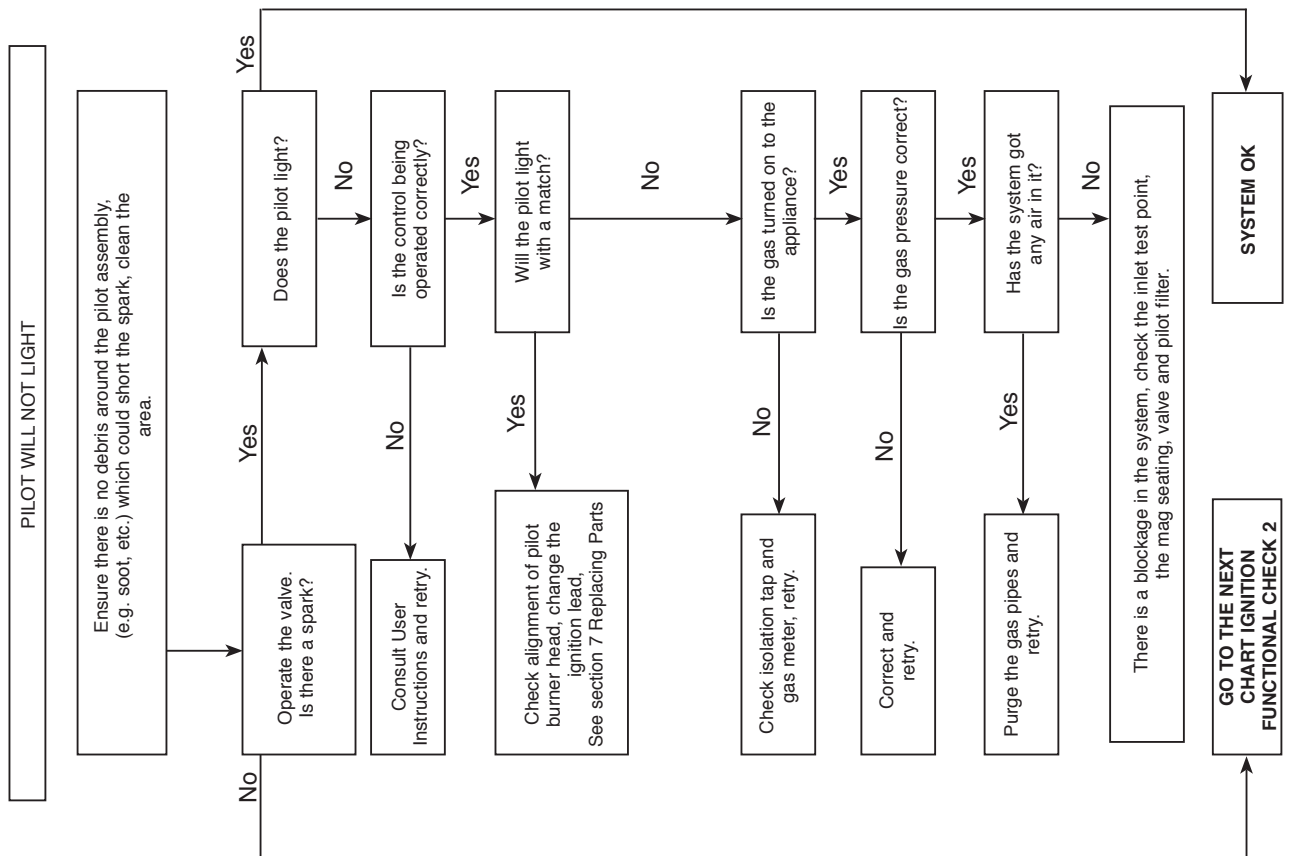 PILOT WILL NOT LIGHT
Ensure there is no debris around the pilot assembly,
(e.g. soot, etc.) which could short the spark, clean the
area.
Operate the valve.
Is there a spark?
Yes
No
Does the pilot light?
Yes
No
Is the control being
operated correctly?
No
Yes
Consult User
Instructions and retry.
Will the pilot light
with a match?
Yes
No
Check alignment of pilot
burner head, change the
ignition lead,
See section 7 Replacing Parts
Is the gas turned on to the
appliance?
No
Yes
Check isolation tap and
gas meter, retry.
Is the gas pressure correct?
No
Yes
Correct and
retry.
Has the system got
any air in it?
Yes
No
Purge the gas pipes and
retry.
There is a blockage in the system, check the inlet test point,
the mag seating, valve and pilot filter.
GO TO THE NEXT
CHART IGNITION
FUNCTIONAL CHECK 2
SYSTEM OK